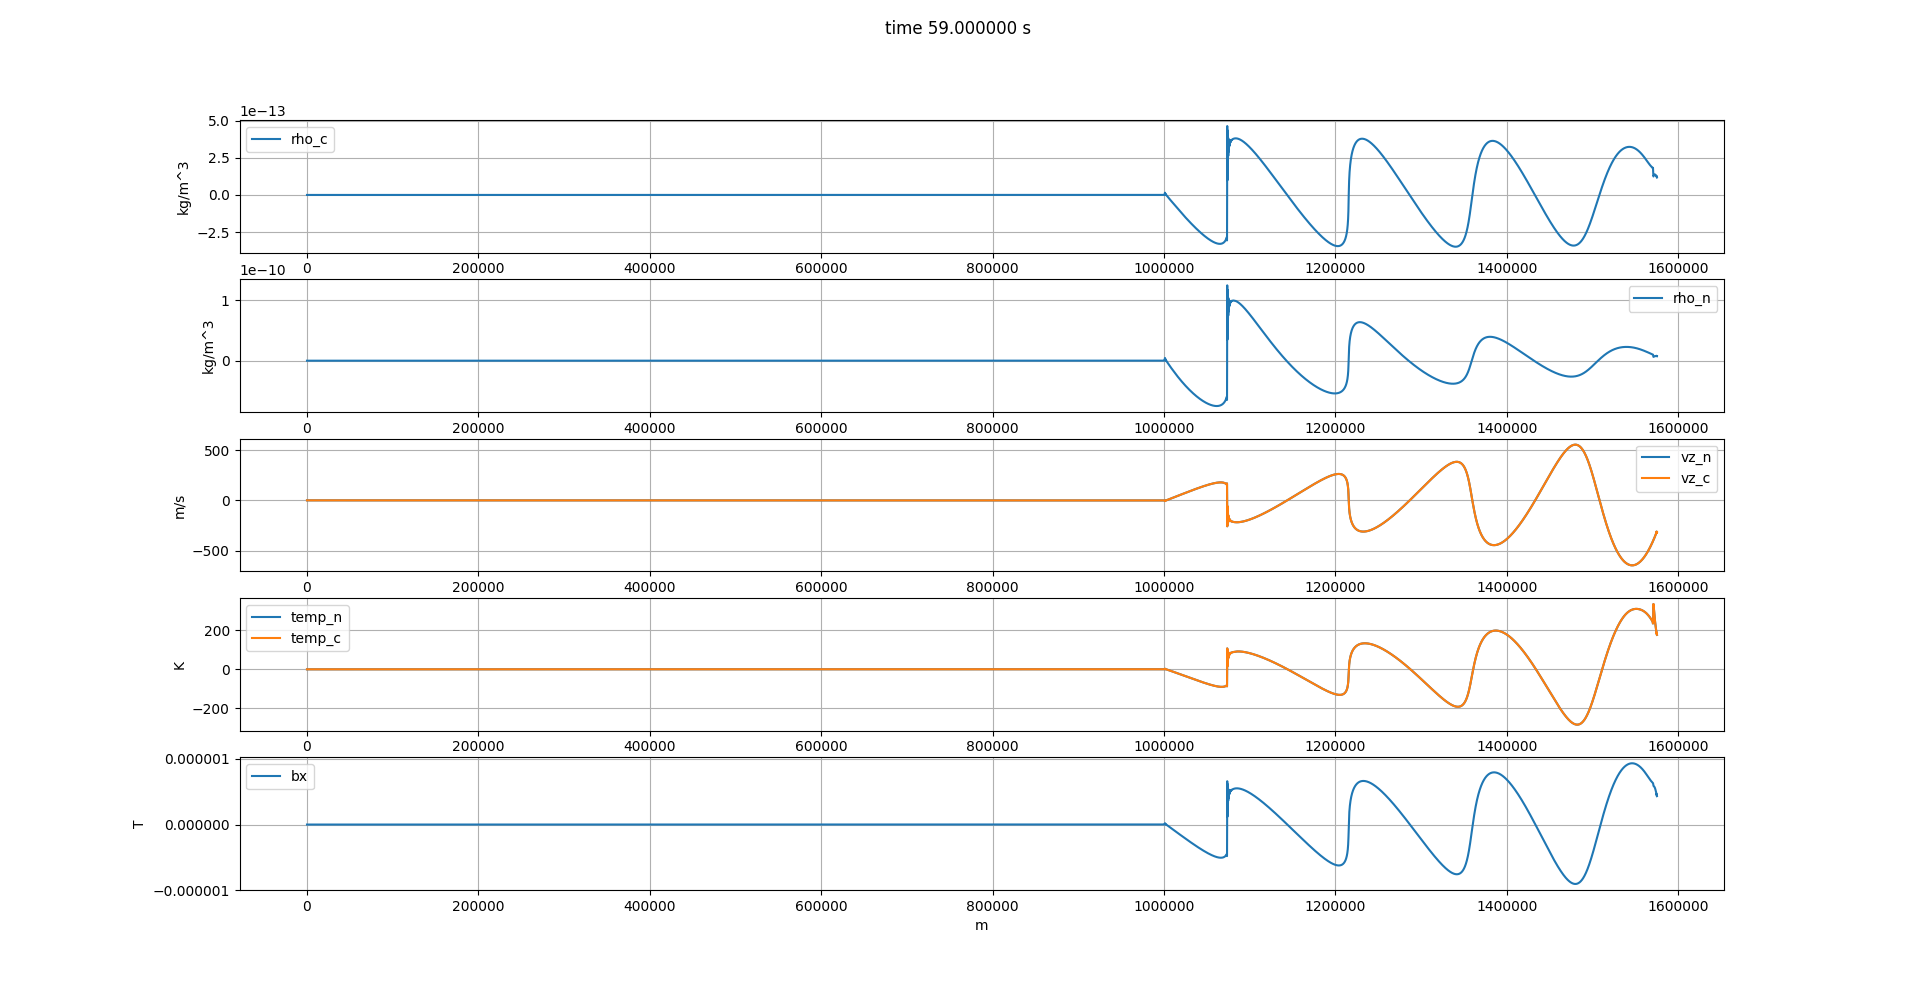 time 59.000000 s
1e−13
5.0
2.5
0.0
−2.5
kg/m^3
rho_c
0 200000 400000 600000 800000 1000000 1200000 1400000 1600000
1e−10
1
0
kg/m^3
rho_n
0 200000 400000 600000 800000 1000000 1200000 1400000 1600000
500
0
−500
m/s
vz_n
vz_c
0 200000 400000 600000 800000 1000000 1200000 1400000 1600000
200
0
−200
K
temp_n
temp_c
0 200000 400000 600000 800000 1000000 1200000 1400000 1600000
0.000001
0.000000
−0.000001
T
bx
0 200000 400000 600000 800000 1000000 1200000 1400000 1600000
m